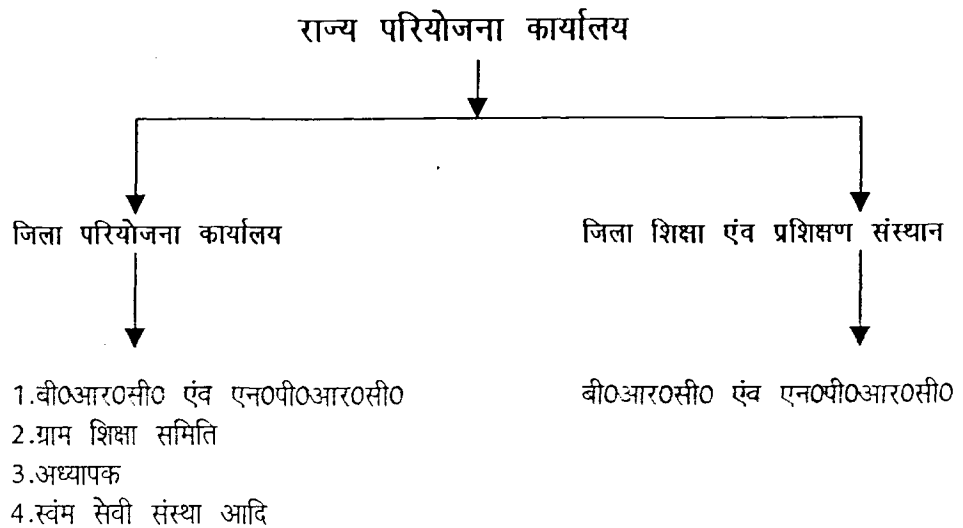 राज्य परियोजना कार्यालय
जिला परियोजना कार्यालय
जिला शिक्षा एंव प्रशिक्षण संस्थान
1.बी0आर0सी0 एंव एन0पी0आर0सी0
2.ग्राम शिक्षा समिति
3.अध्यापक
4.स्वंम सेवी संस्था आदि
बी0आर0सी0 एंव एन0पी0आर0सी0